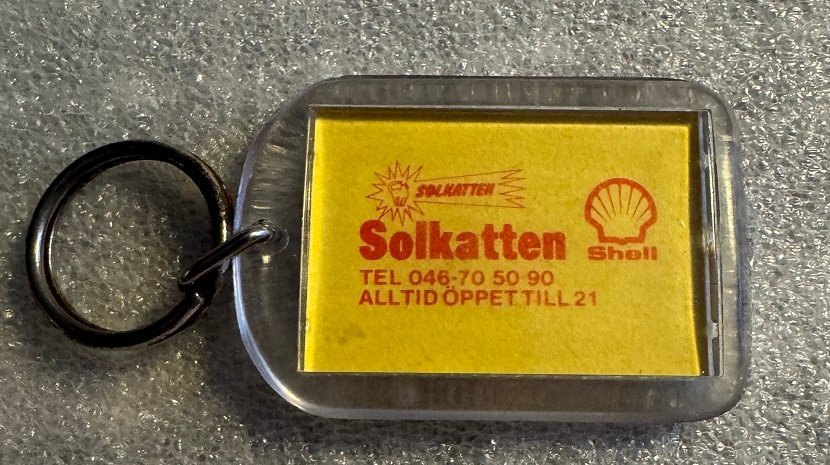 SOLKATTEN
Solkatten
Shell
TEL 046-70 50 90
ALLTID ÖPPET TILL 21